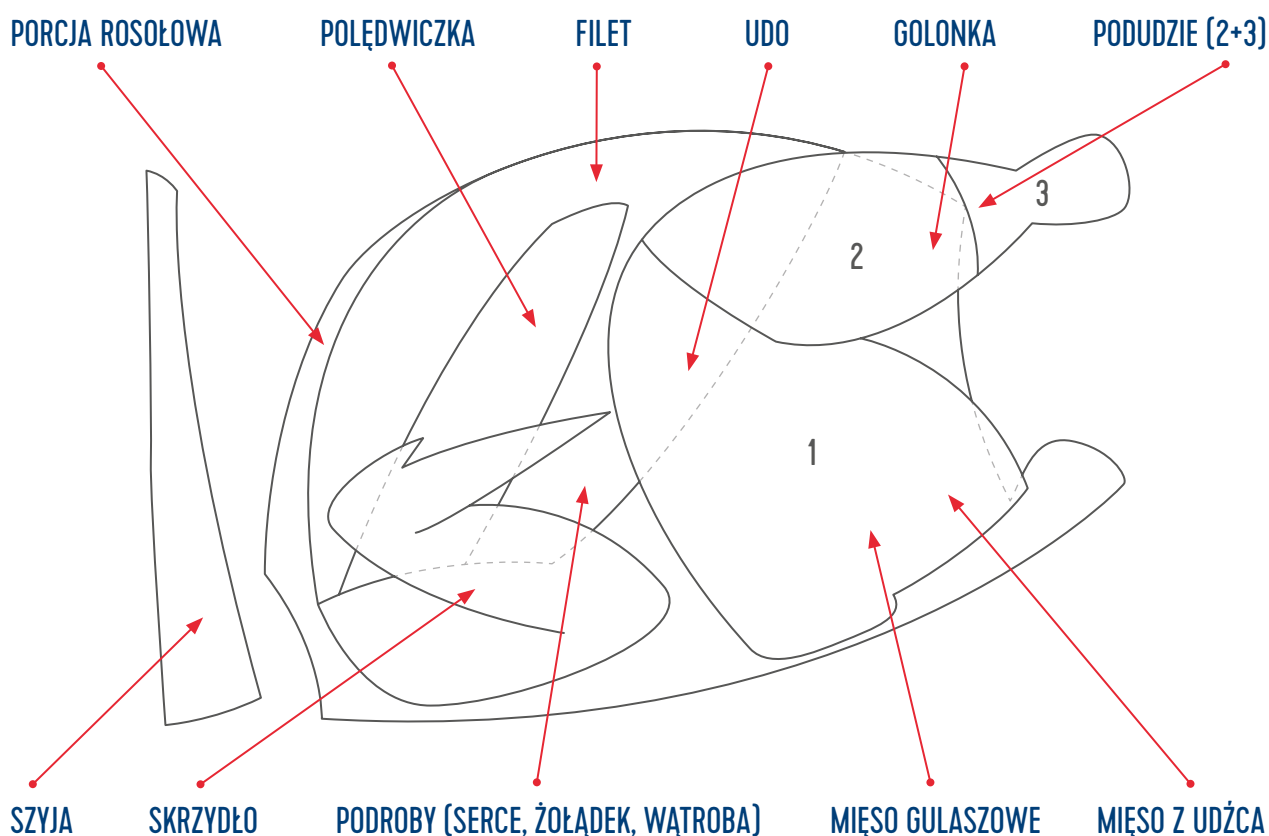 PORCJA ROSOŁOWA
POLĘDWICZKA
FILET
UDO
GOLONKA
PODUDZIE (2+3)
3
2
1
SZYJA
SKRZYDŁO
PODROBY (SERCE, ŻOŁĄDEK, WĄTROBA)
MIĘSO GULASZOWE
MIĘSO Z UDŹCA